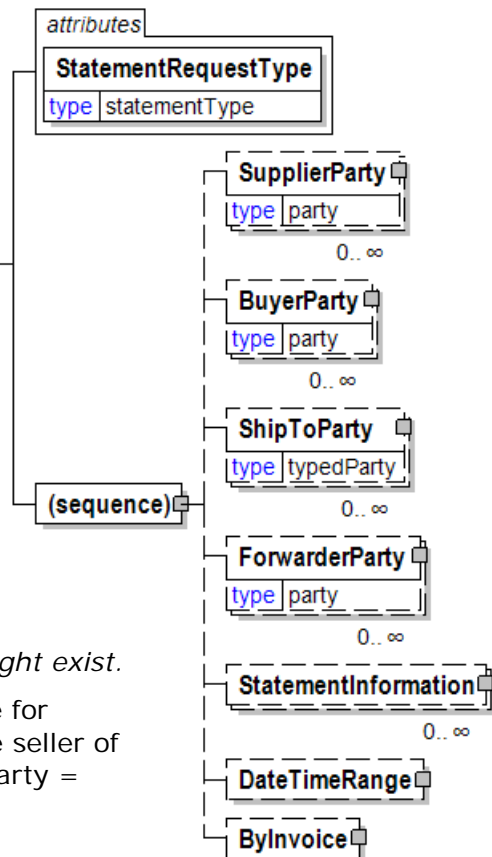 attributes
StatementRequestType
type statementType
SupplierParty
type party
0.. ∞
BuyerParty
type party
0.. ∞
ShipToParty
type typedParty
0.. ∞
(sequence)
ForwarderParty
type party
0.. ∞
ght exist.
StatementInformation
0.. ∞
e for
e seller of
arty =
DateTimeRange
ByInvoice